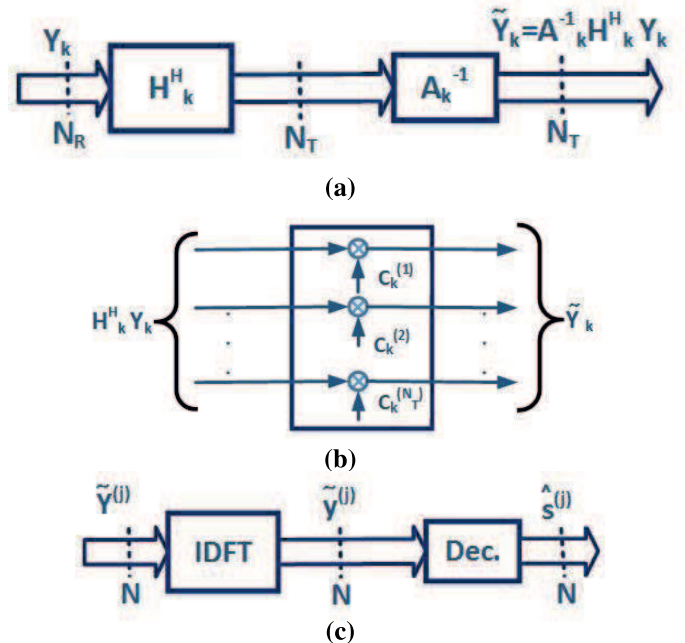 Y_k
H^H_k
A_k^-1
Ỹ_k=A^-1_k H^H_k Y_k
N_R
N_T
N_T
(a)
H^H_k Y_k
C_k^(1)
C_k^(2)
C_k^(N_T)
Ỹ_k
(b)
Ỹ^(j)
ỹ^(j)
ŝ^(j)
IDFT
Dec.
N
N
N
(c)